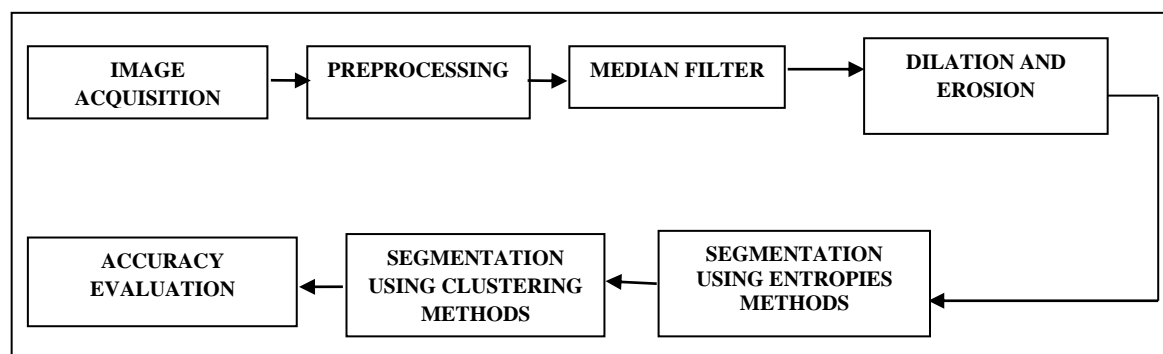 IMAGE
ACQUISITION
PREPROCESSING
MEDIAN FILTER
DILATION AND
EROSION
SEGMENTATION
USING ENTROPIES
METHODS
SEGMENTATION
USING CLUSTERING
METHODS
ACCURACY
EVALUATION